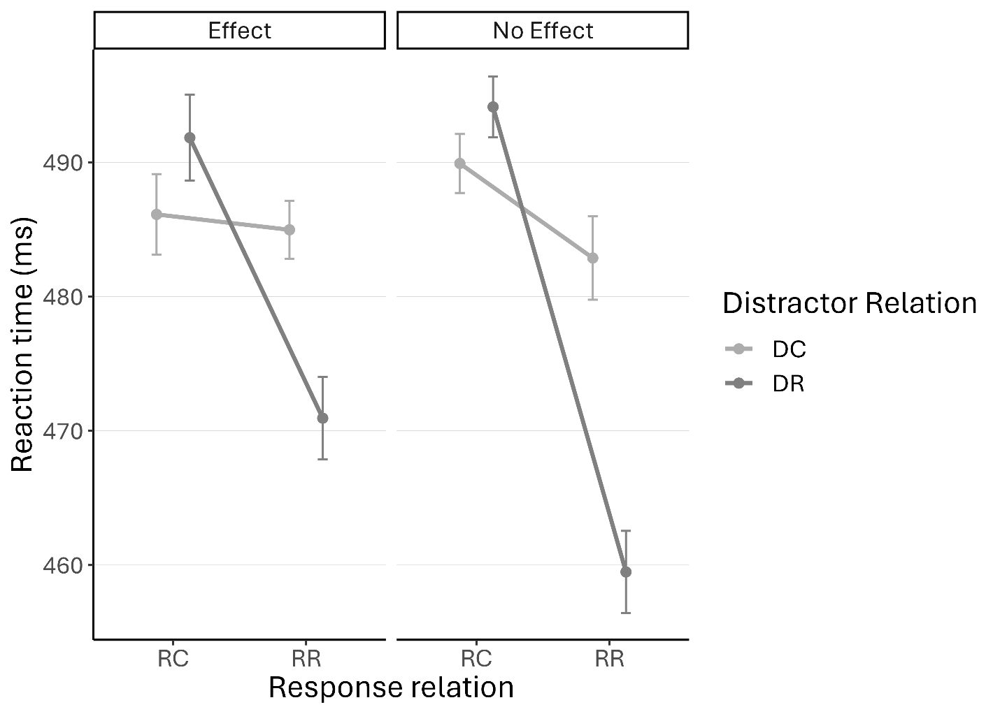 Effect
No Effect
490
480
470
460
Reaction time (ms)
RC
RR
RC
RR
Response relation
Distractor Relation
DC
DR